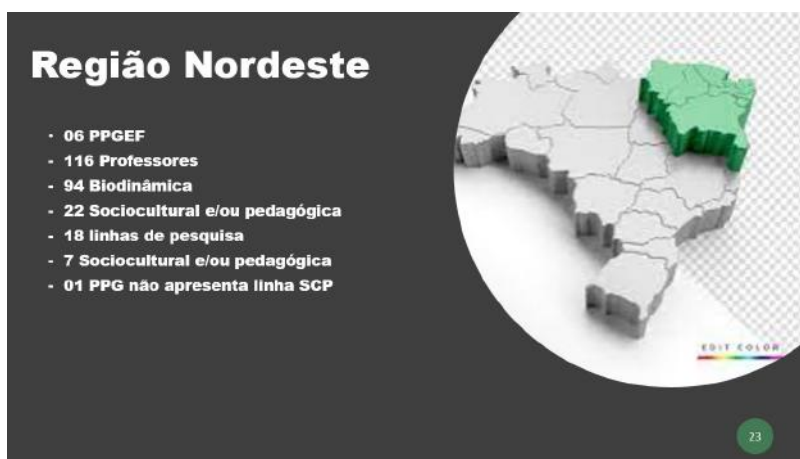 Região Nordeste
- 06 PPGEF
- 116 Professores
- 94 Biodinâmica
- 22 Sociocultural e/ou pedagógica
- 18 linhas de pesquisa
- 7 Sociocultural e/ou pedagógica
- 01 PPG não apresenta linha SCP
EDIT COLOR
23